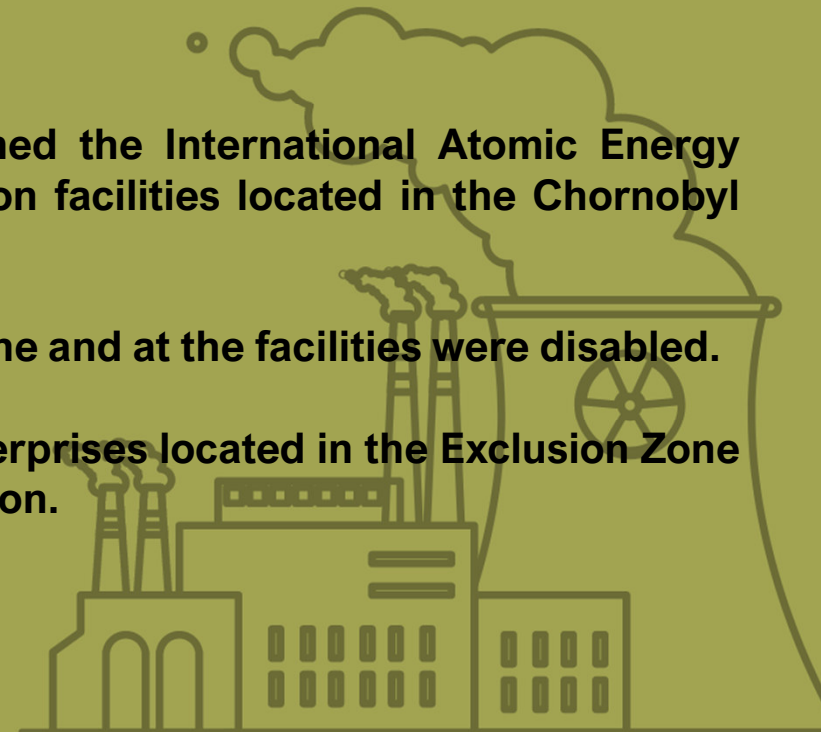 ned the International Atomic Energy
on facilities located in the Chornobyl
ne and at the facilities were disabled.
erprises located in the Exclusion Zone
on.